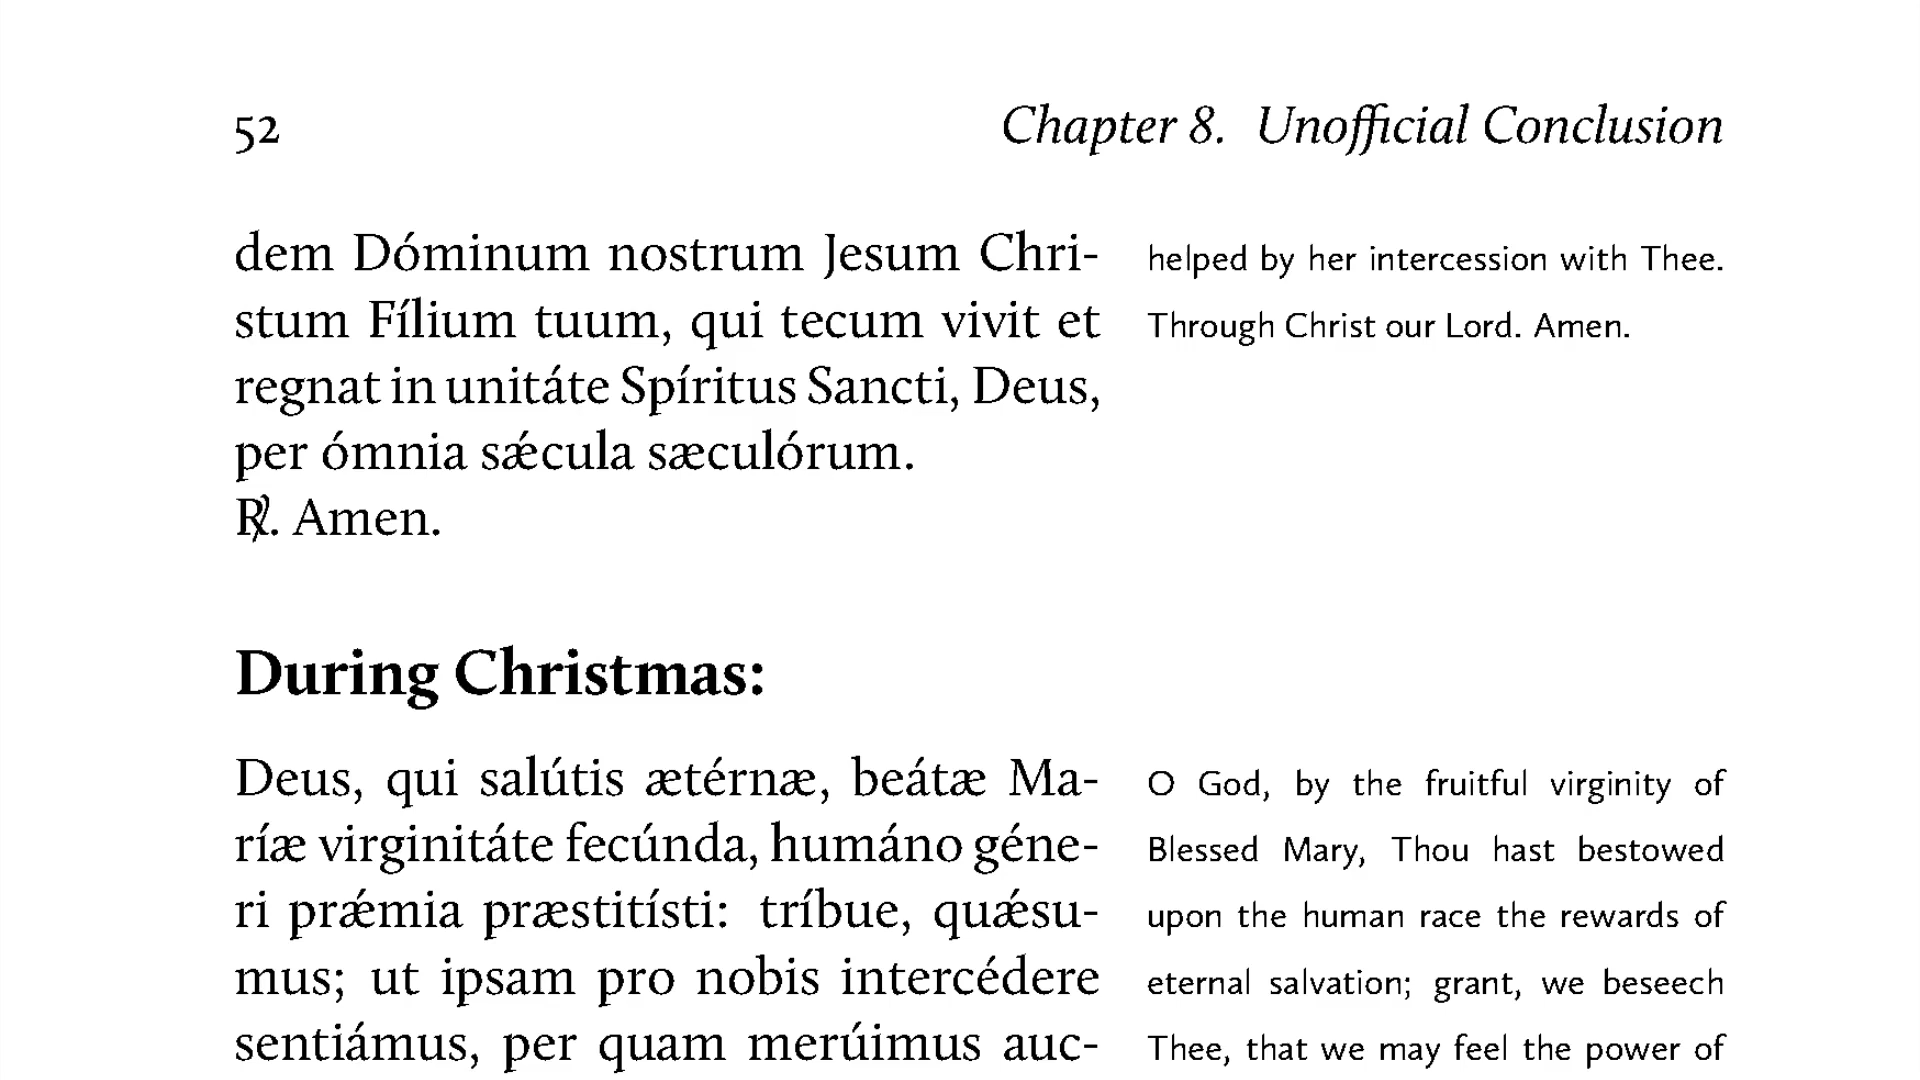 52
Chapter 8. Unofficial Conclusion
dem Dóminum nostrum Jesum Chri-
stum Fílium tuum, qui tecum vivit et
regnat in unitáte Spíritus Sancti, Deus,
per ómnia sǽcula sæculórum.
℟. Amen.
helped by her intercession with Thee.
Through Christ our Lord. Amen.
During Christmas:
Deus, qui salútis ætérnæ, beátæ Ma-
ríæ virginitáte fecúnda, humáno géne-
ri prǽmia præstitísti: tríbue, quǽsu-
mus; ut ipsam pro nobis intercédere
sentiámus, per quam merúimus auc-
O God, by the fruitful virginity of
Blessed Mary, Thou hast bestowed
upon the human race the rewards of
eternal salvation; grant, we beseech
Thee, that we may feel the power of